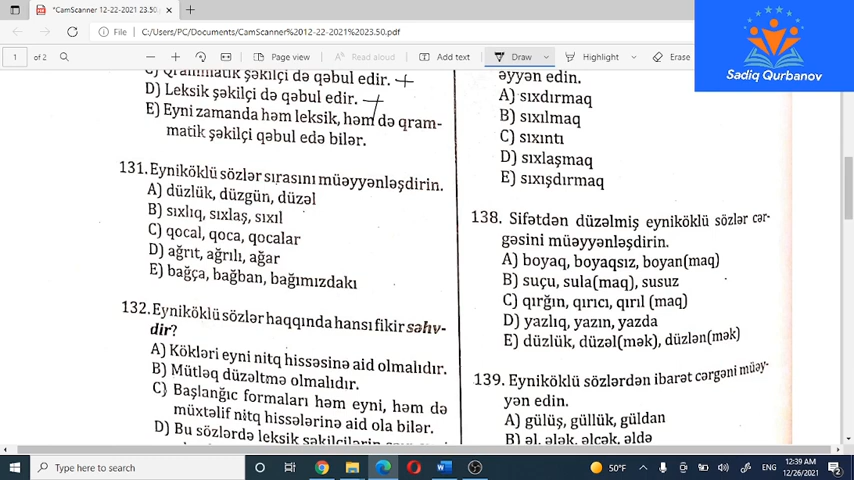 *CamScanner 12-22-2021 23.50.pdf
File
C:/Users/PC/Documents/CamScanner%2012-22-2021%2023.50.pdf
1 of 2
Page view
Read aloud
Add text
Draw
Highlight
Erase
Sadiq Qurbanov
C) Qrammatik şəkilçi də qəbul edir.
D) Leksik şəkilçi də qəbul edir.
E) Eyni zamanda həm leksik, həm də qram-
matik şəkilçi qəbul edə bilər.
131. Eyniköklü sözlər sırasını müəyyənləşdirin.
A) düzlük, düzgün, düzəl
B) sıxlıq, sıxlaş, sıxıl
C) qocal, qoca, qocalar
D) ağrıt, ağrılı, ağar
E) bağça, bağban, bağımızdakı
132. Eyniköklü sözlər haqqında hansı fikir səhv-
dir?
A) Kökləri eyni nitq hissəsinə aid olmalıdır.
B) Mütləq düzəltmə olmalıdır.
C) Başlanğıc formaları həm eyni, həm də
müxtəlif nitq hissələrinə aid ola bilər.
D) Bu sözlərdə leksik şəkilçilərin
əyyən edin.
A) sıxdırmaq
B) sıxılmaq
C) sıxıntı
D) sıxlaşmaq
E) sıxışdırmaq
138. Sifətdən düzəlmiş eyniköklü sözlər cər-
gəsini müəyyənləşdirin.
A) boyaq, boyaqsız, boyan(maq)
B) suçu, sula(maq), susuz
C) qırğın, qırıcı, qırıl (maq)
D) yazlıq, yazın, yazda
E) düzlük, düzəl(mək), düzlən(mək)
139. Eyniköklü sözlərdən ibarət cərgəni müəy-
yən edin.
A) gülüş, güllük, güldan
B) əl, ələk, əlcək, əldə
Type here to search
50°F
ENG
12:39 AM
12/26/2021
2